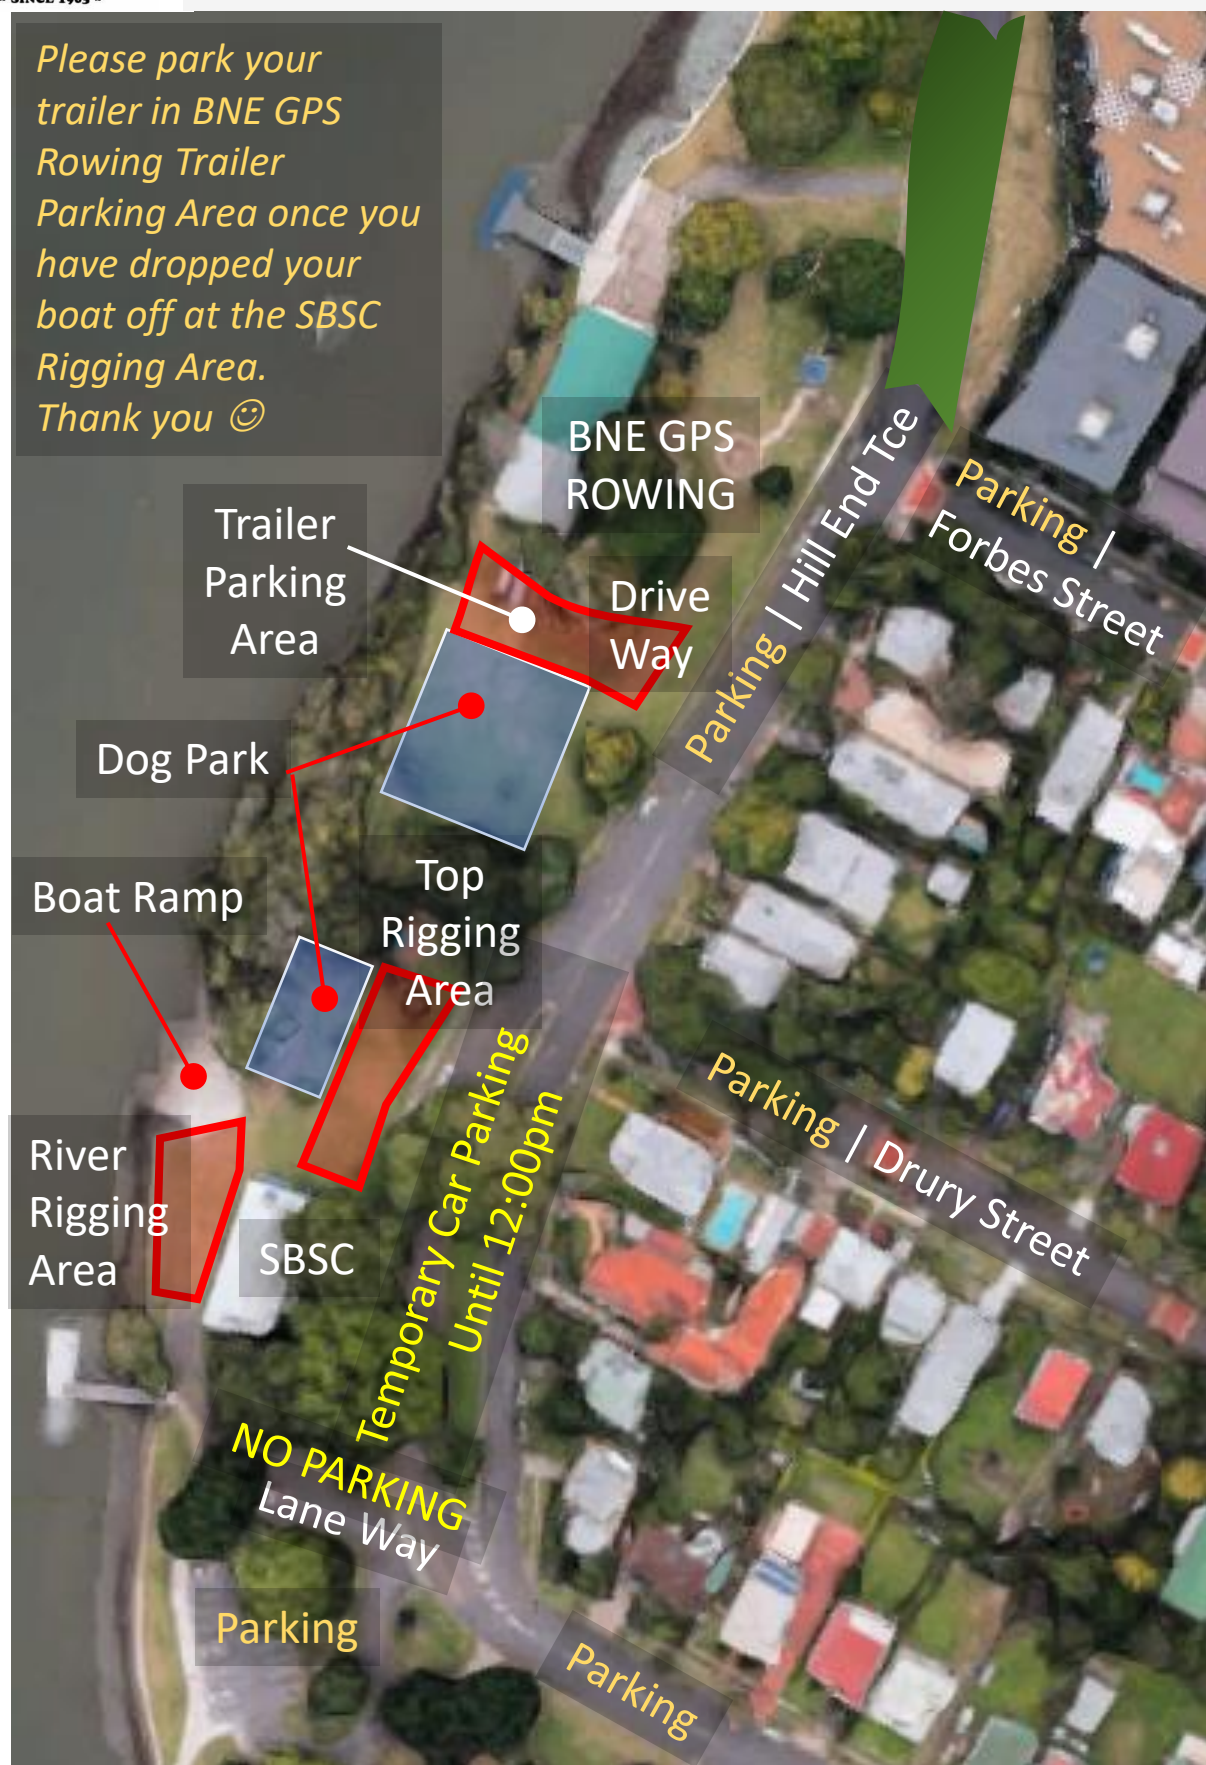 SINCE 1905
Please park your
trailer in BNE GPS
Rowing Trailer
Parking Area once you
have dropped your
boat off at the SBSC
Rigging Area.
Thank you ☺
BNE GPS
ROWING
Parking | Hill End Tce
Parking |
Forbes Street
Trailer
Parking
Area
Drive
Way
Dog Park
Top
Rigging
Area
Boat Ramp
Temporary Car Parking
Until 12:00pm
Parking | Drury Street
River
Rigging
Area
SBSC
NO PARKING
Lane Way
Parking
Parking